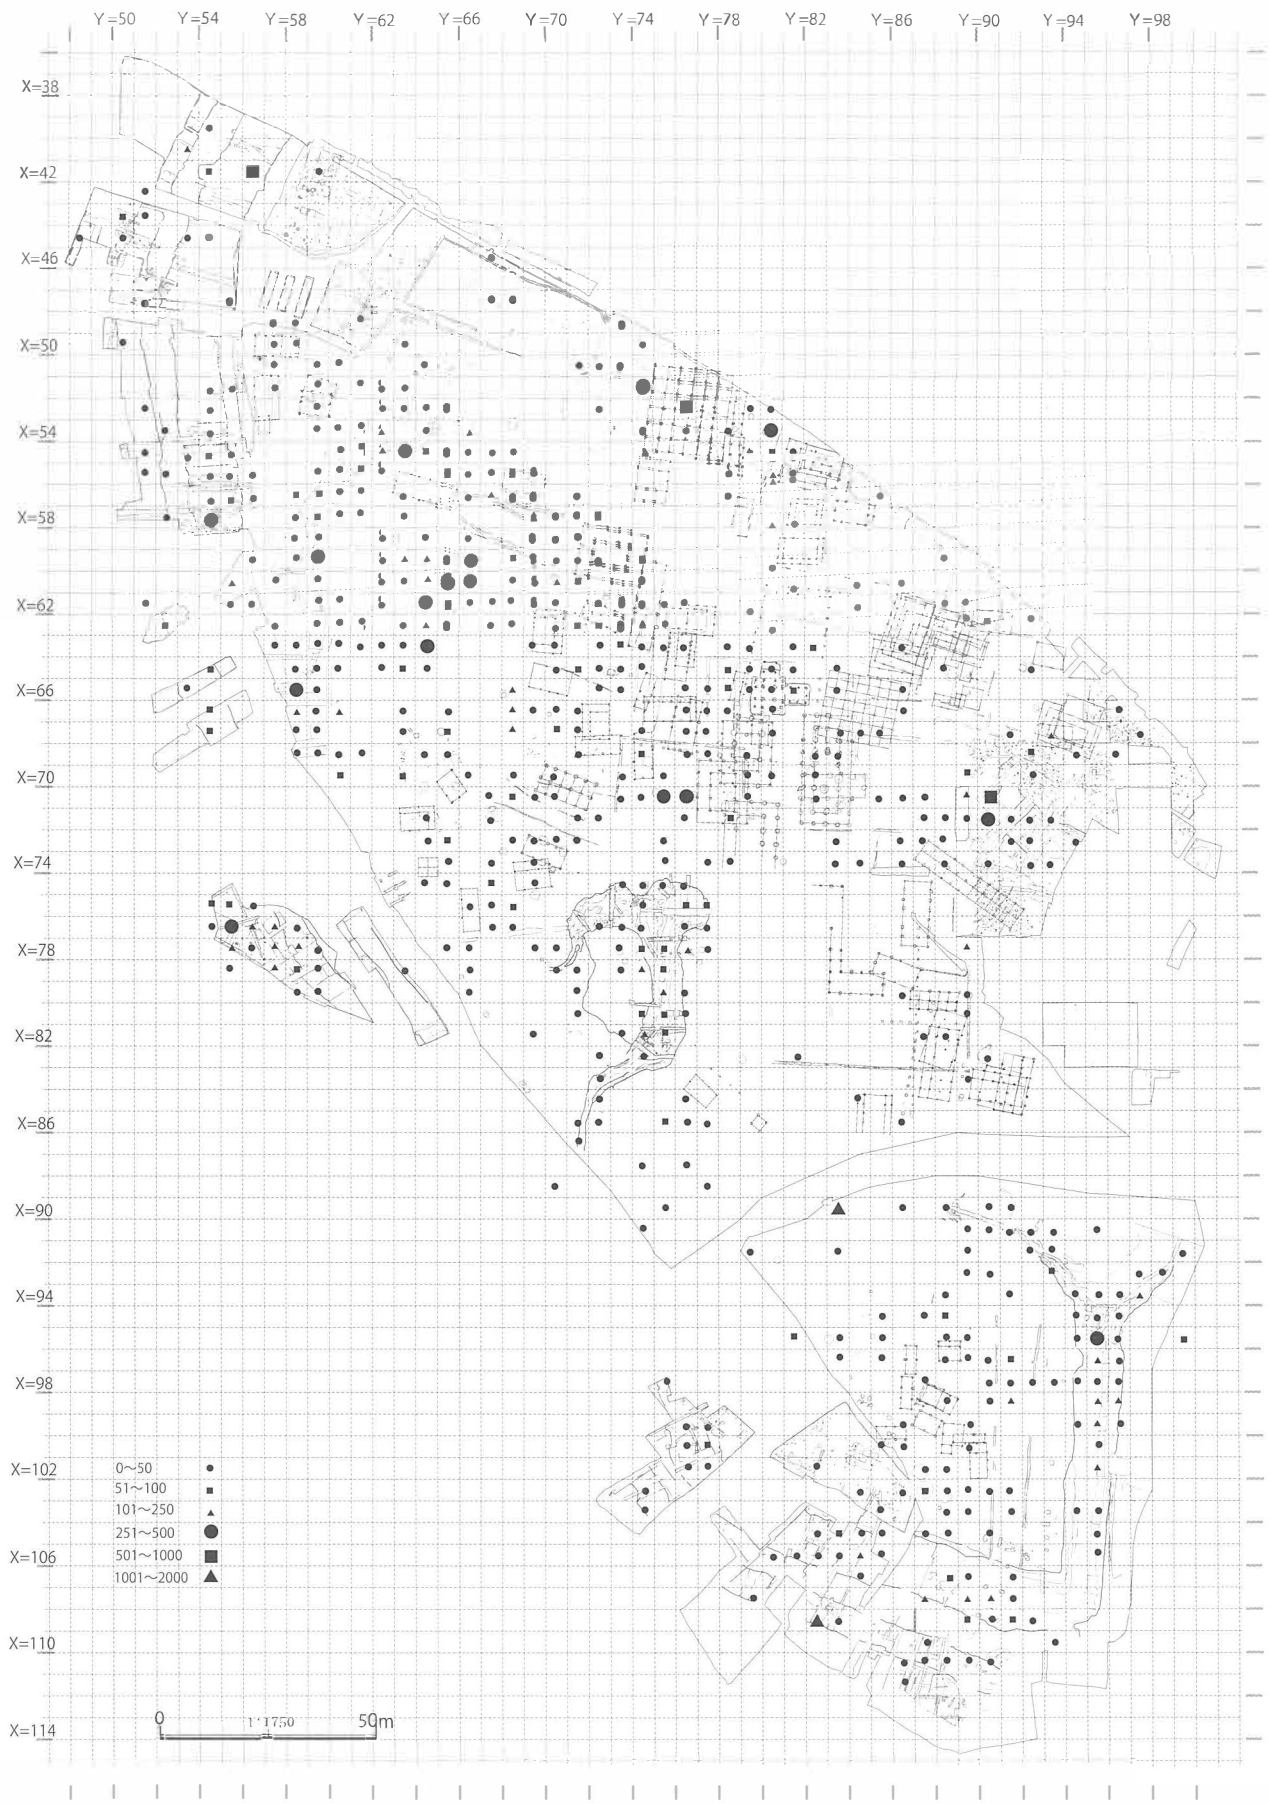 Y=50 Y=54 Y=58 Y=62 Y=66 Y=70 Y=74 Y=78 Y=82 Y=86 Y=90 Y=94 Y=98
X=38
X=42
X=46
X=50
X=54
X=58
X=62
X=66
X=70
X=74
X=78
X=82
X=86
X=90
X=94
X=98
X=102
X=106
X=110
X=114
0～50
51～100
101～250
251～500
501～1000
1001～2000
0 1:1750 50m